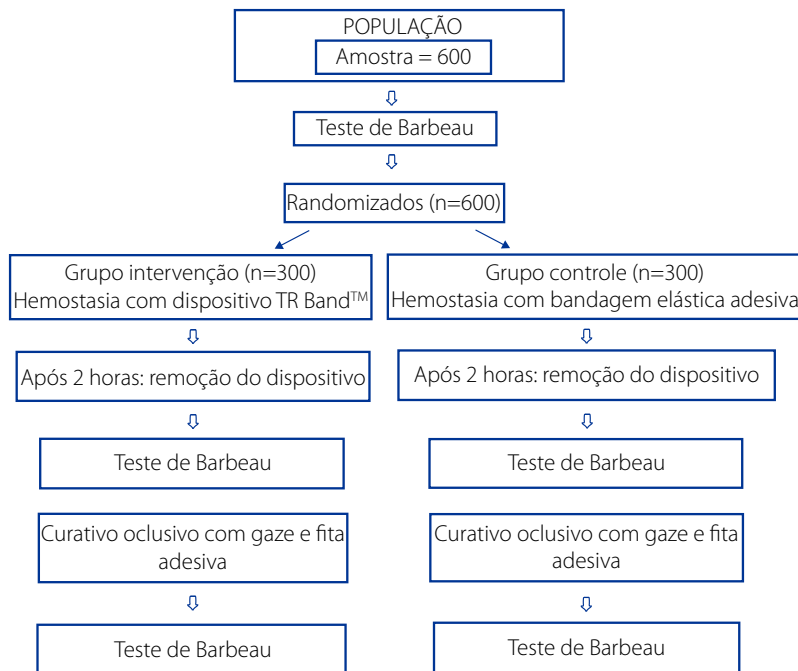 POPULAÇÃO
Amostra = 600
Teste de Barbeau
Randomizados (n=600)
Grupo intervenção (n=300)
Hemostasia com dispositivo TR Band™
Após 2 horas: remoção do dispositivo
Teste de Barbeau
Curativo oclusivo com gaze e fita
adesiva
Teste de Barbeau
Grupo controle (n=300)
Hemostasia com bandagem elástica adesiva
Após 2 horas: remoção do dispositivo
Teste de Barbeau
Curativo oclusivo com gaze e fita
adesiva
Teste de Barbeau